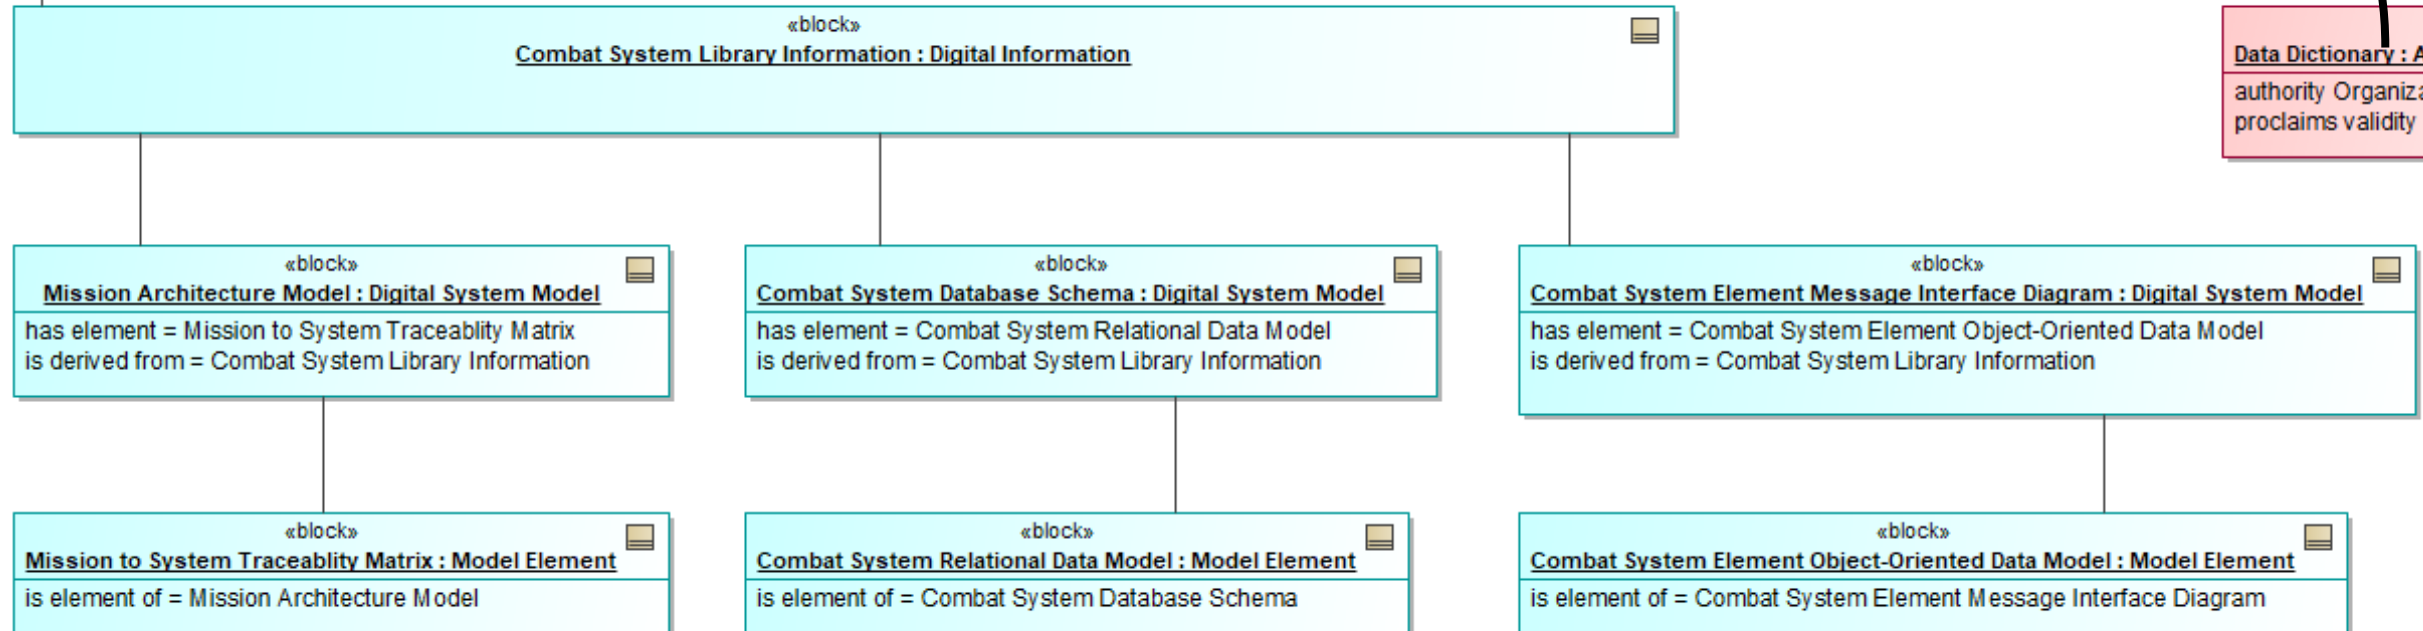 «block»
Combat System Library Information : Digital Information
Data Dictionary :
authority
proclaims validity
«block»
Mission Architecture Model : Digital System Model
has element = Mission to System Traceablity Matrix
is derived from = Combat System Library Information
«block»
Combat System Database Schema : Digital System Model
has element = Combat System Relational Data Model
is derived from = Combat System Library Information
«block»
Combat System Element Message Interface Diagram : Digital System Model
has element = Combat System Element Object-Oriented Data Model
is derived from = Combat System Library Information
«block»
Mission to System Traceablity Matrix : Model Element
is element of = Mission Architecture Model
«block»
Combat System Relational Data Model : Model Element
is element of = Combat System Database Schema
«block»
Combat System Element Object-Oriented Data Model : Model Element
is element of = Combat System Element Message Interface Diagram